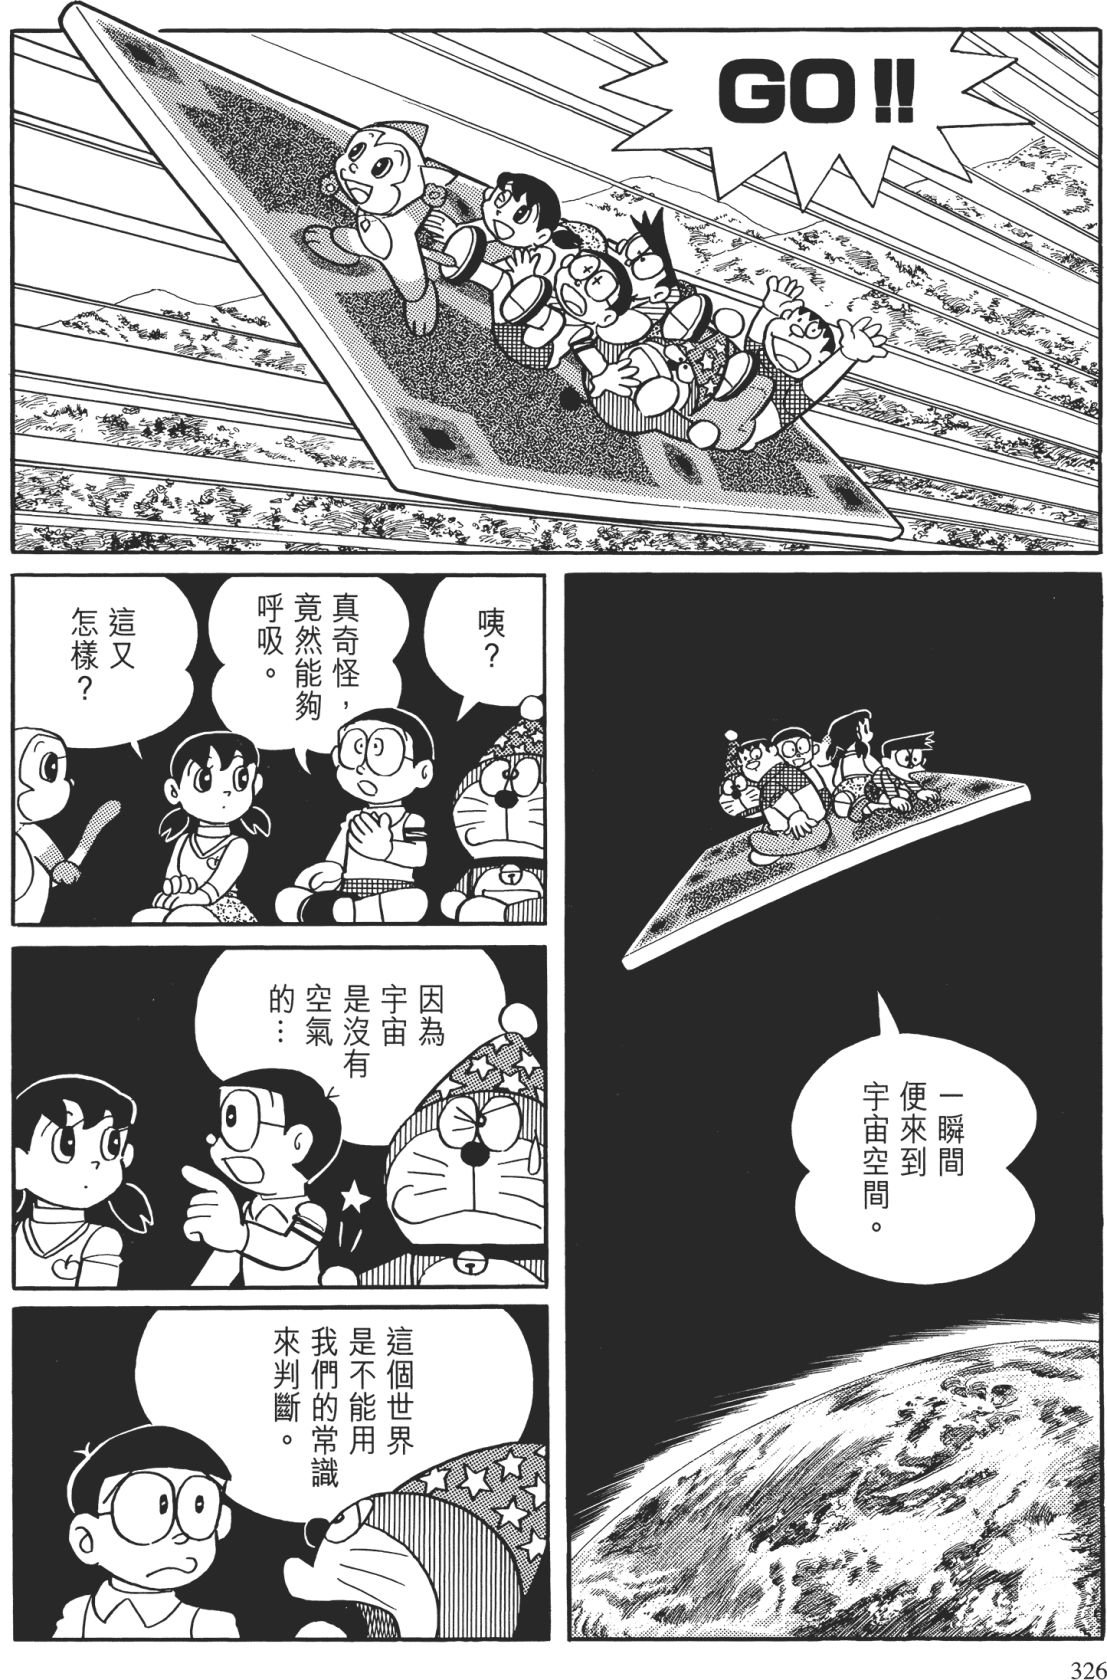 GO!!
一瞬間
便來到
宇宙空間。
咦?
真奇怪，
竟然能夠
呼吸。
這又
怎樣?
因為
宇宙
是沒有
空氣
的…
這個世界
是不能用
我們的常識
來判斷。
326